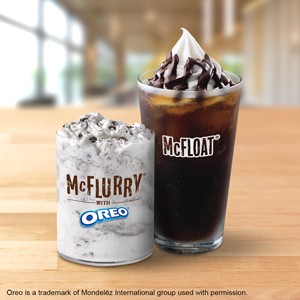 McFLOAT®
McFLURRY®
WITH
OREO
Oreo is a trademark of Mondelēz International group used with permission.